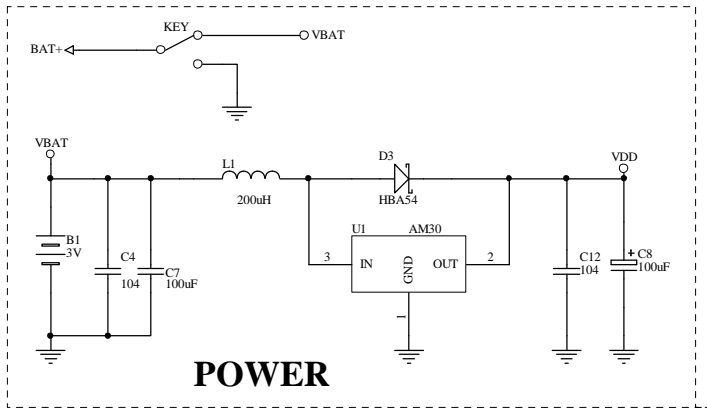 KEY
BAT+
VBAT
VBAT
L1
200uH
D3
HBA54
VDD
U1 AM30
B1
3V
C4
104
C7
100uF
3 IN GND OUT 2
1
C12
104
+ C8
100uF
POWER